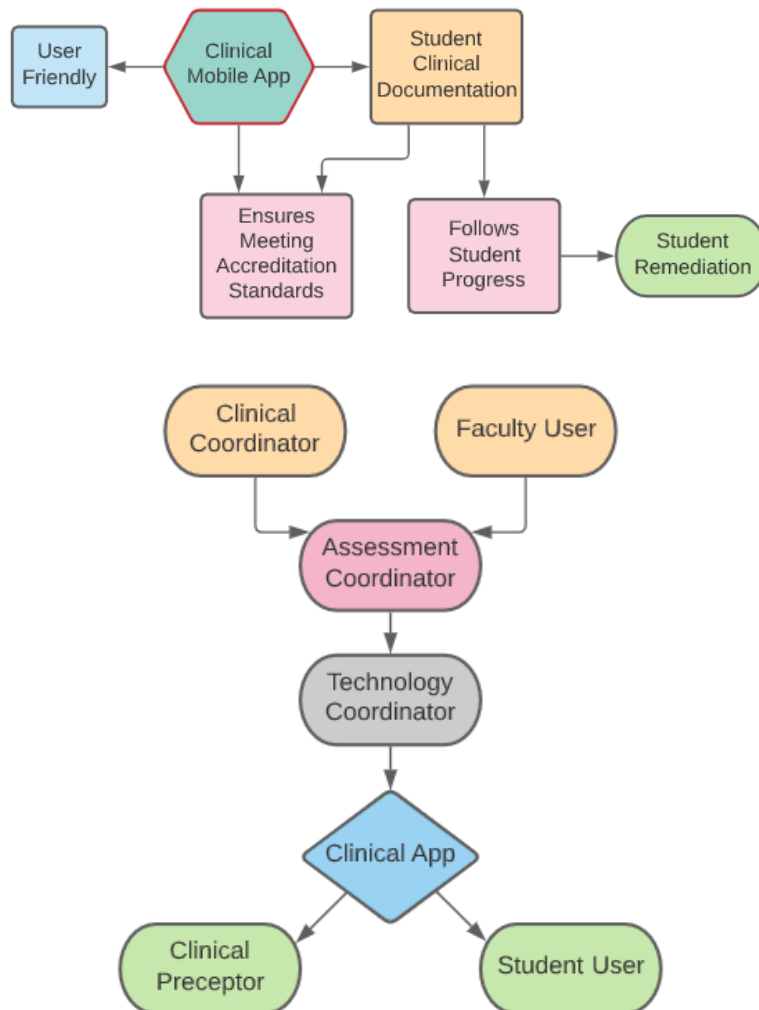 User
Friendly
Clinical
Mobile App
Student
Clinical
Documentation
Ensures
Meeting
Accreditation
Standards
Follows
Student
Progress
Student
Remediation
Clinical
Coordinator
Faculty User
Assessment
Coordinator
Technology
Coordinator
Clinical App
Clinical
Preceptor
Student User